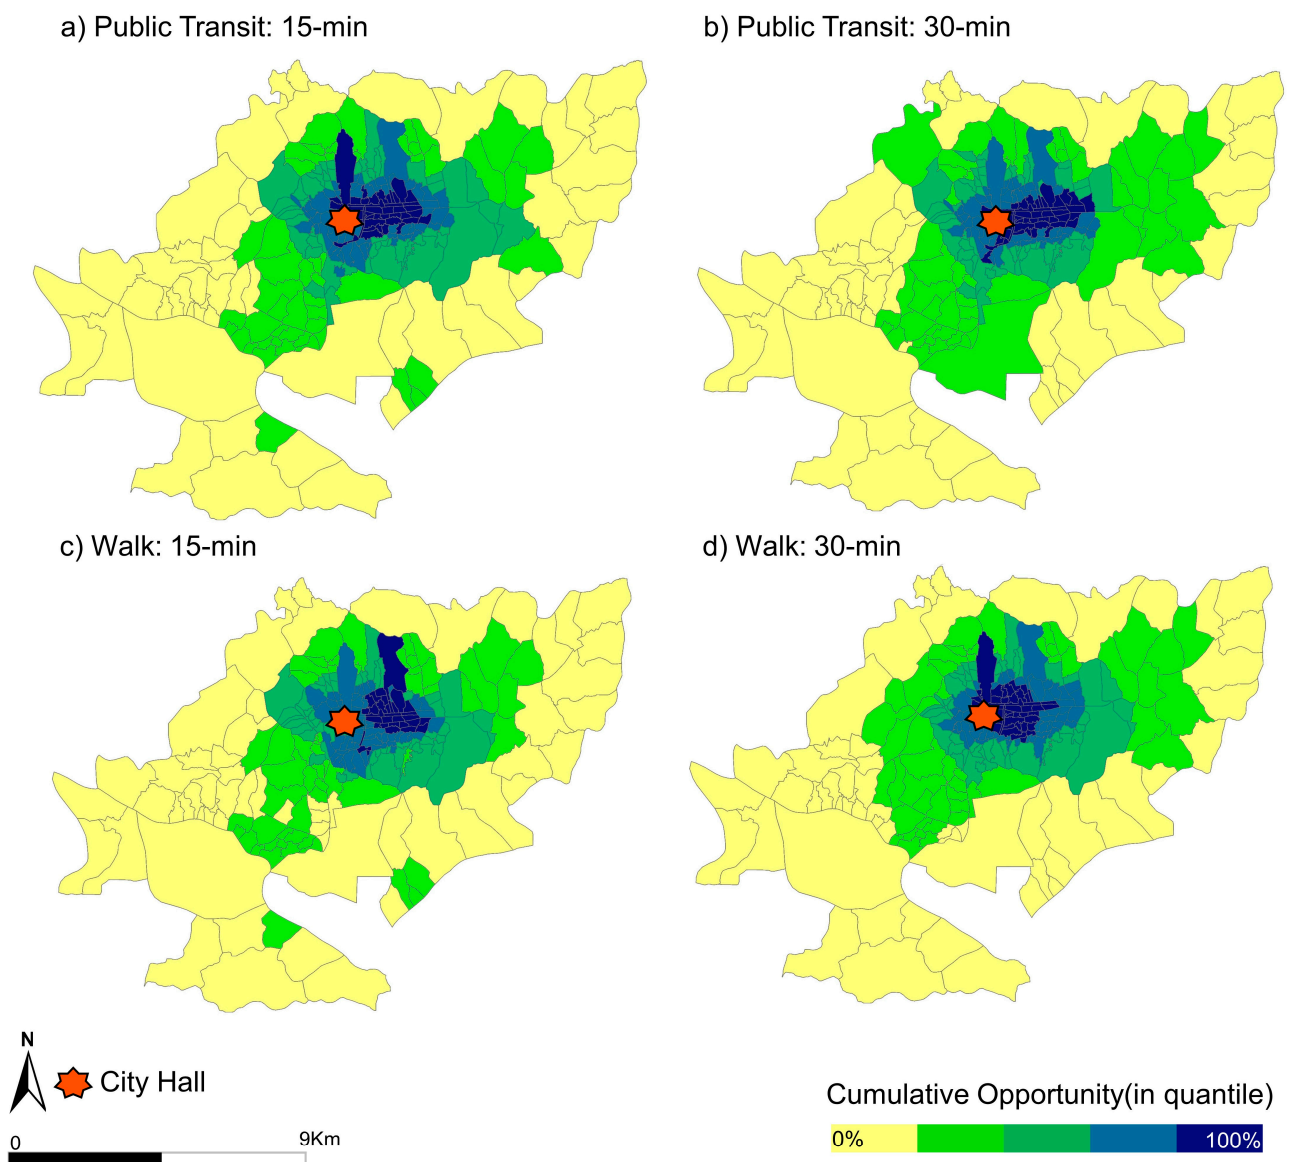 a) Public Transit: 15-min
b) Public Transit: 30-min
c) Walk: 15-min
d) Walk: 30-min
N
City Hall
Cumulative Opportunity(in quantile)
0 9Km
0% 100%